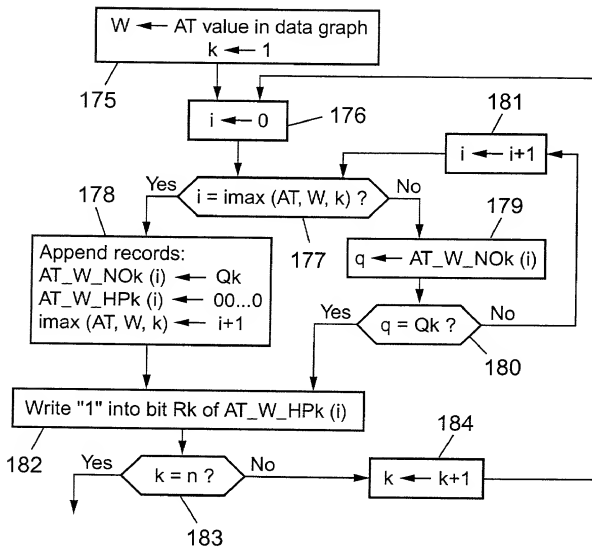 W ← AT value in data graph
k ← 1
175
i ← 0
176
181
i ← i+1
Yes
i = imax (AT, W, k) ?
No
177
178
179
Append records:
AT_W_NOk (i) ← Qk
AT_W_HPk (i) ← 00...0
imax (AT, W, k) ← i+1
q ← AT_W_NOk (i)
Yes
q = Qk ?
No
180
Write "1" into bit Rk of AT_W_HPk (i)
182
184
Yes
k = n ?
No
k ← k+1
183